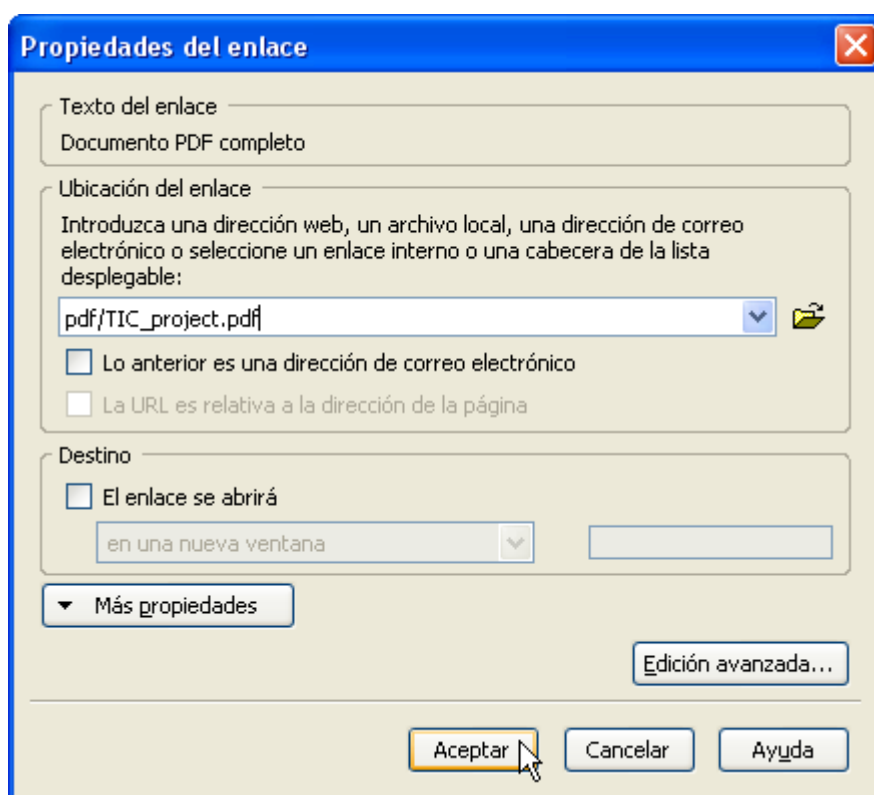 Propiedades del enlace
Texto del enlace
Documento PDF completo
Ubicación del enlace
Introduzca una dirección web, un archivo local, una dirección de correo
electrónico o seleccione un enlace interno o una cabecera de la lista
desplegable:
pdf/TIC_project.pdf
Lo anterior es una dirección de correo electrónico
La URL es relativa a la dirección de la página
Destino
El enlace se abrirá
en una nueva ventana
Más propiedades
Edición avanzada...
Aceptar Cancelar Ayuda